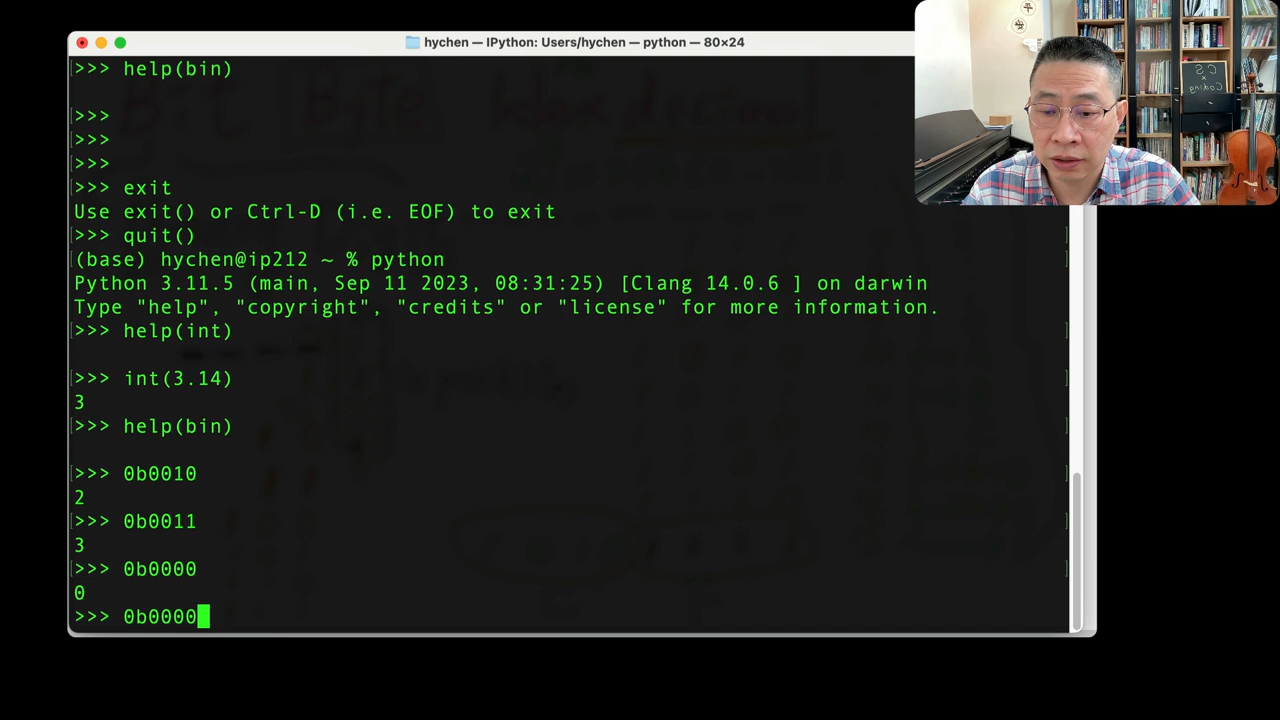 hychen — IPython: Users/hychen — python — 80×24
>>> help(bin)
>>>
>>>
>>>
>>> exit
Use exit() or Ctrl-D (i.e. EOF) to exit
>>> quit()
(base) hychen@ip212 ~ % python
Python 3.11.5 (main, Sep 11 2023, 08:31:25) [Clang 14.0.6 ] on darwin
Type "help", "copyright", "credits" or "license" for more information.
>>> help(int)
>>> int(3.14)
3
>>> help(bin)
>>> 0b0010
2
>>> 0b0011
3
>>> 0b0000
0
>>> 0b0000
CS
x
Coding